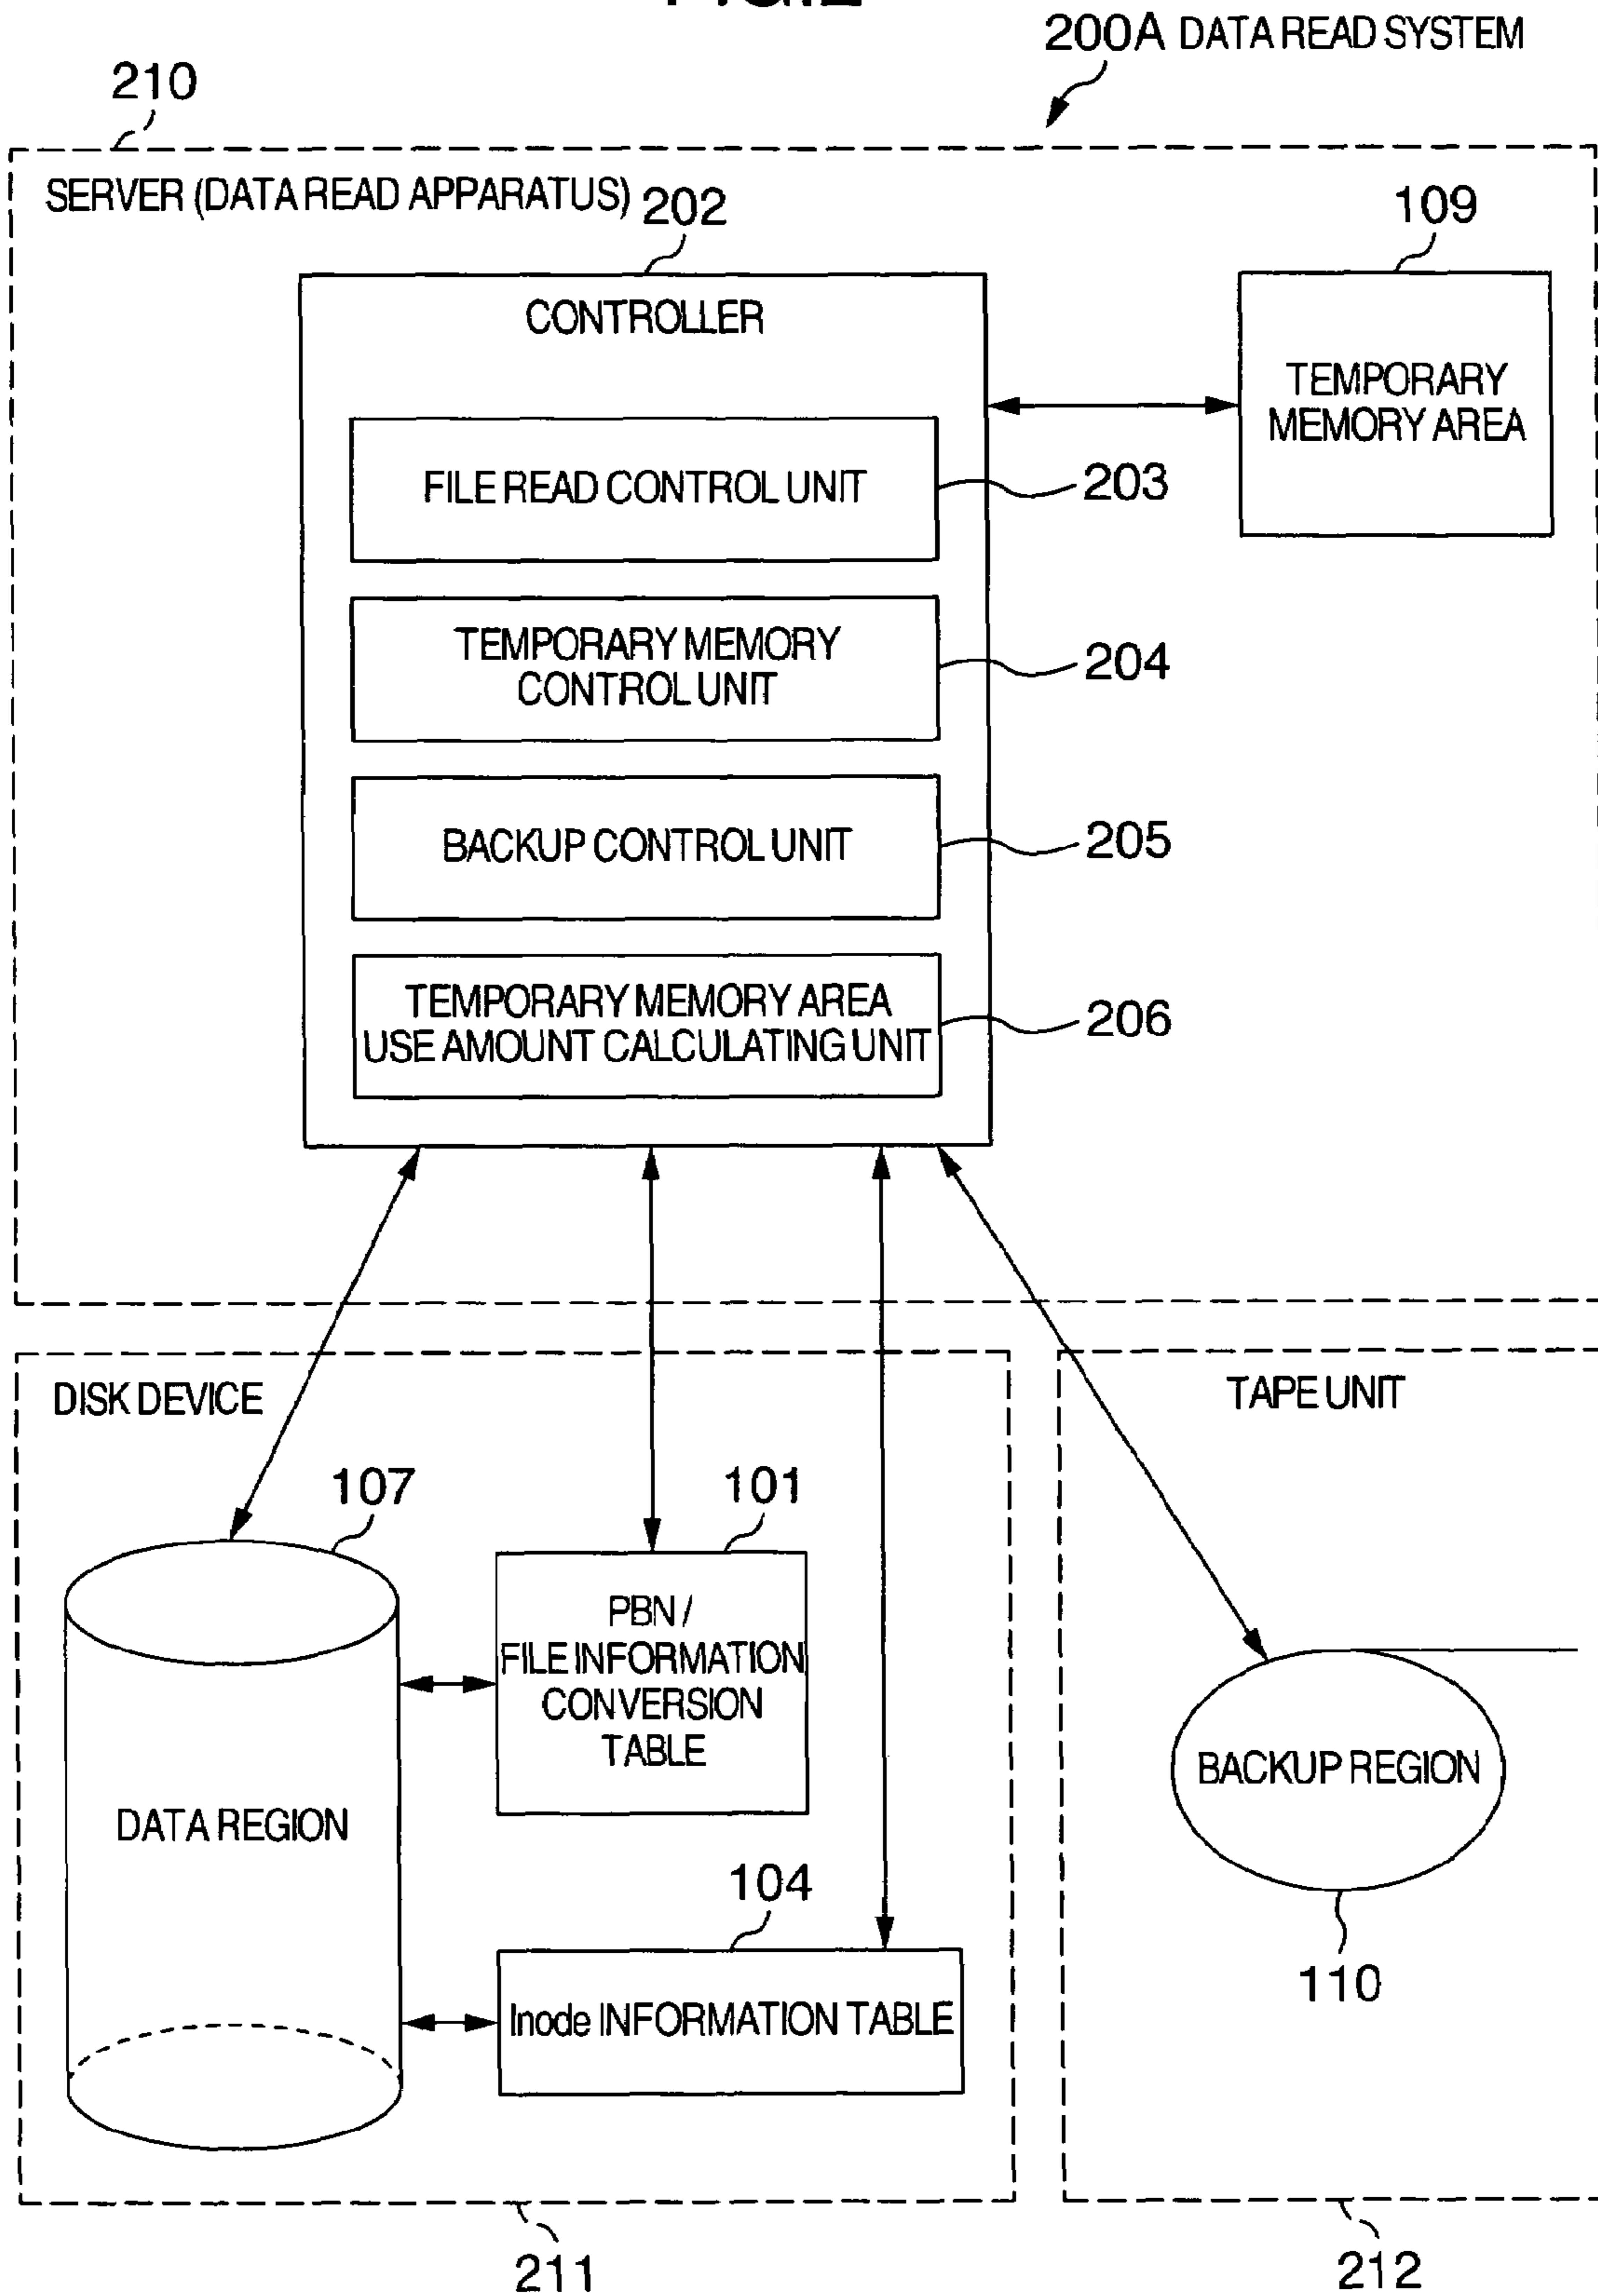 200A DATA READ SYSTEM
210
SERVER (DATA READ APPARATUS)
202
109
CONTROLLER
TEMPORARY
MEMORY AREA
FILE READ CONTROL UNIT
203
TEMPORARY MEMORY
CONTROL UNIT
204
BACKUP CONTROL UNIT
205
TEMPORARY MEMORY AREA
USE AMOUNT CALCULATING UNIT
206
DISK DEVICE
TAPE UNIT
107
101
PBN /
FILE INFORMATION
CONVERSION
TABLE
DATA REGION
BACKUP REGION
104
110
Inode INFORMATION TABLE
211
212